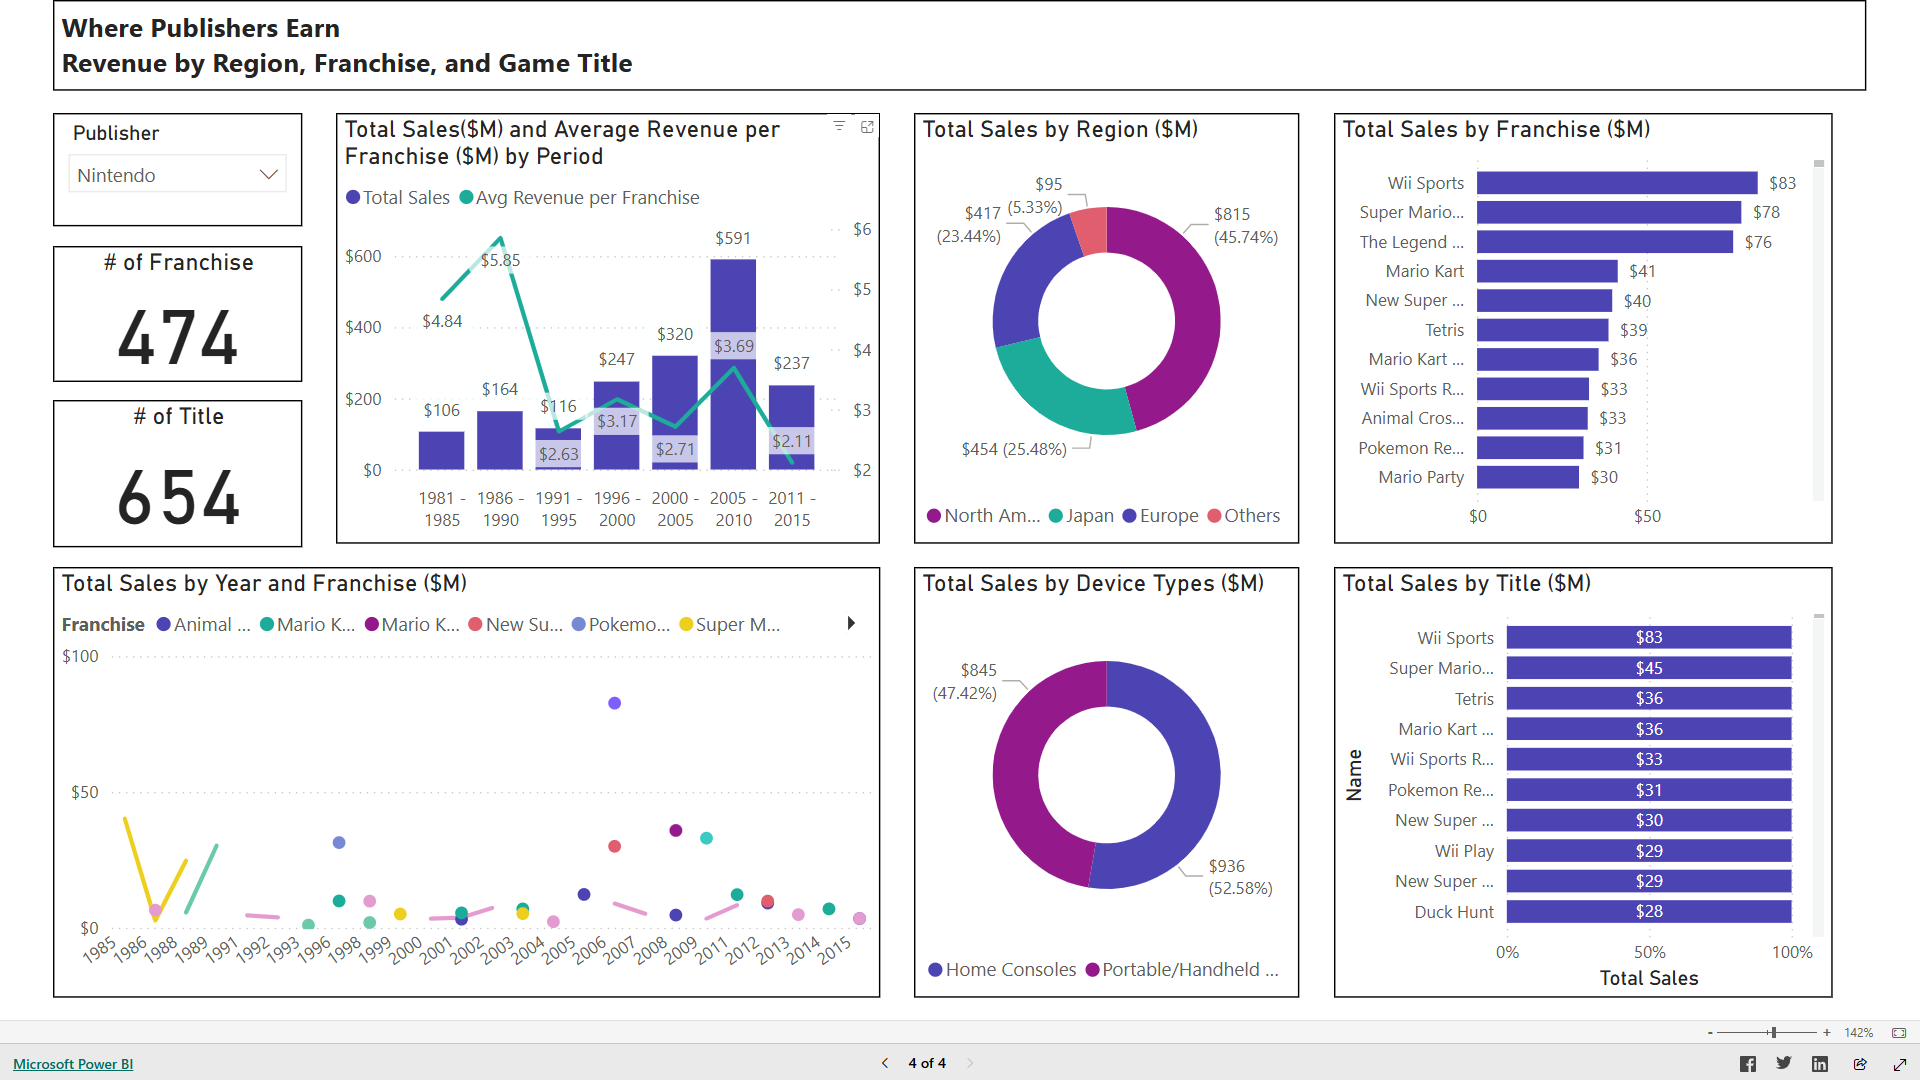 Where Publishers Earn
Revenue by Region, Franchise, and Game Title
Publisher
Nintendo
# of Franchise
474
# of Title
654
Total Sales($M) and Average Revenue per
Franchise ($M) by Period
Total Sales
Avg Revenue per Franchise
$600
$400
$200
$0
$6
$5
$4
$3
$2
$106
$164
$116
$247
$320
$591
$237
$4.84
$5.85
$2.63
$3.17
$2.71
$3.69
$2.11
1981 - 1986 - 1991 - 1996 - 2000 - 2005 - 2011 -
1985 1990 1995 2000 2005 2010 2015
Total Sales by Region ($M)
$95
(5.33%)
$417
(23.44%)
$815
(45.74%)
$454 (25.48%)
North Am... Japan Europe Others
Total Sales by Franchise ($M)
Wii Sports $83
Super Mario... $78
The Legend ... $76
Mario Kart $41
New Super ... $40
Tetris $39
Mario Kart ... $36
Wii Sports R... $33
Animal Cros... $33
Pokemon Re... $31
Mario Party $30
$0 $50
Total Sales by Year and Franchise ($M)
Franchise Animal ... Mario K... Mario K... New Su... Pokemo... Super M...
$100
$50
$0
1985 1986 1988 1989 1991 1992 1993 1996 1998 1999 2000 2001 2002 2003 2004 2005 2006 2007 2008 2009 2011 2012 2013 2014 2015
Total Sales by Device Types ($M)
$845
(47.42%)
$936
(52.58%)
Home Consoles Portable/Handheld ...
Total Sales by Title ($M)
Name
Wii Sports $83
Super Mario... $45
Tetris $36
Mario Kart ... $36
Wii Sports R... $33
Pokemon Re... $31
New Super ... $30
Wii Play $29
New Super ... $29
Duck Hunt $28
0% 50% 100%
Total Sales
- + 142%
Microsoft Power BI
4 of 4